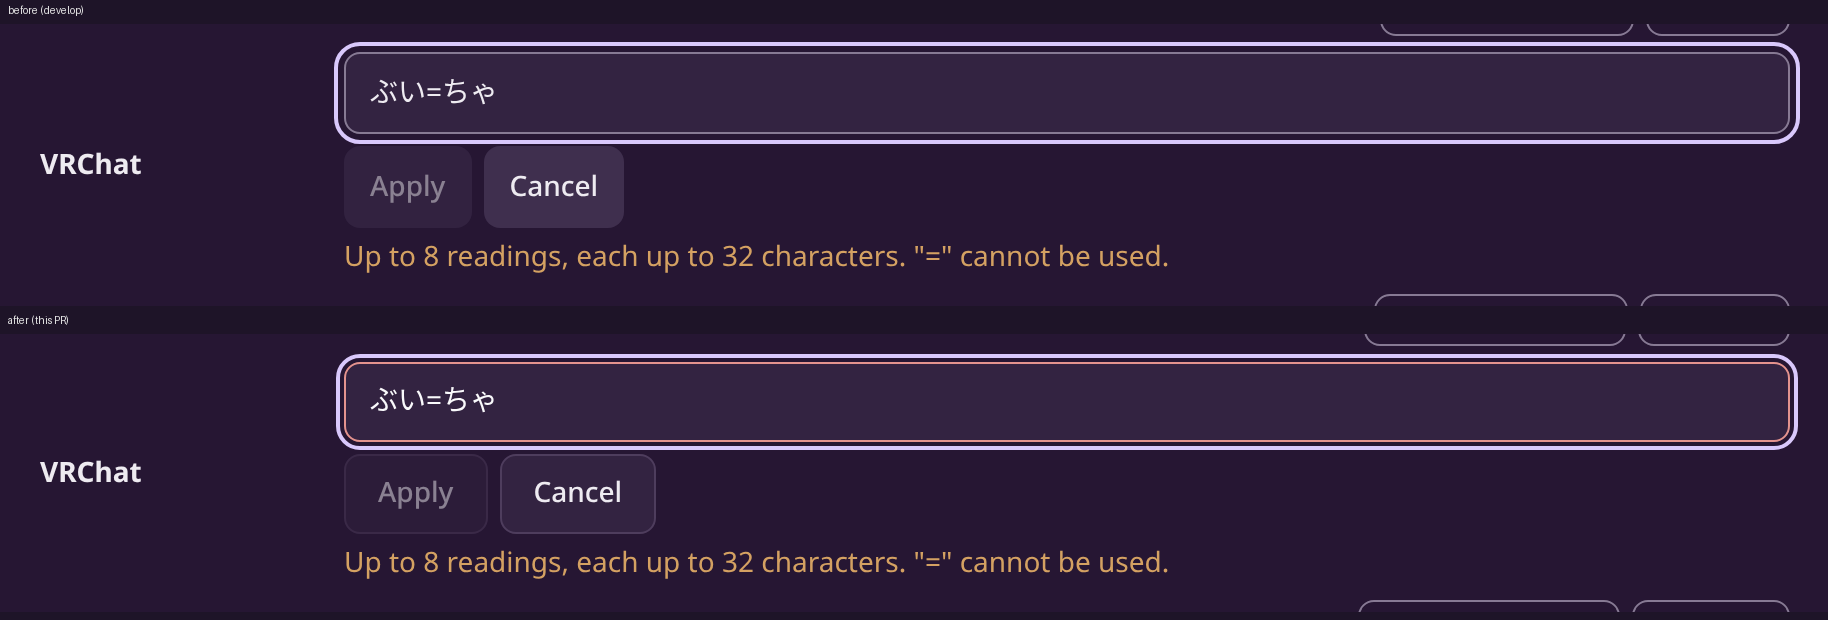 before (develop)
ぶい=ちゃ
VRChat
Apply
Cancel
Up to 8 readings, each up to 32 characters. "=" cannot be used.
after (this PR)
ぶい=ちゃ
VRChat
Apply
Cancel
Up to 8 readings, each up to 32 characters. "=" cannot be used.